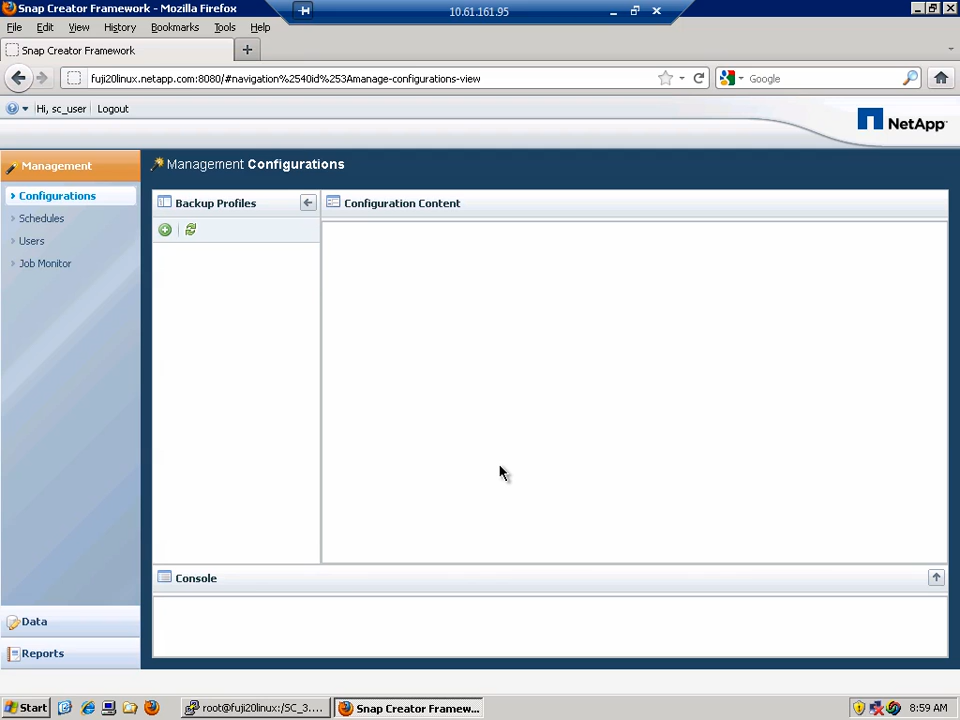 Snap Creator Framework - Mozilla Firefox
10.61.161.95
File Edit View History Bookmarks Tools Help
Snap Creator Framework
fuji20linux.netapp.com:8080/#navigation%2540id%253Amanage-configurations-view
Google
Hi, sc_user Logout
NetApp
Management
Management Configurations
Configurations
Backup Profiles
Configuration Content
Schedules
Users
Job Monitor
Console
Data
Reports
Start
root@fuji20linux:/SC_3....
Snap Creator Framew...
8:59 AM